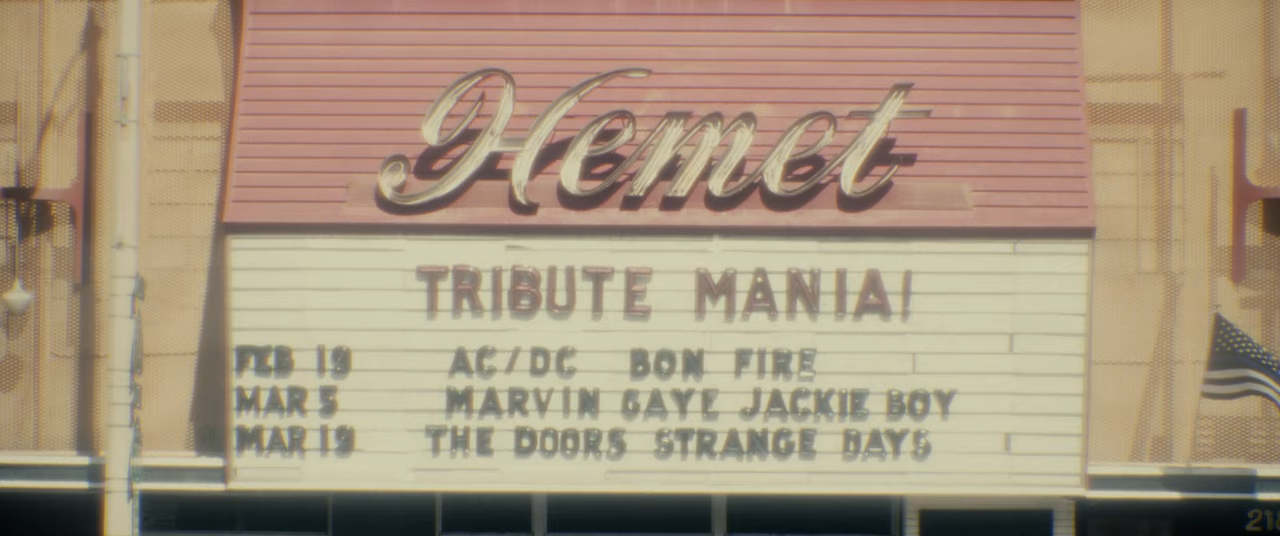 Hemet
TRIBUTE MANIA!
FEB 19 AC/DC BON FIRE
MAR 5 MARVIN GAYE JACKIE BOY
MAR 19 THE DOORS STRANGE DAYS